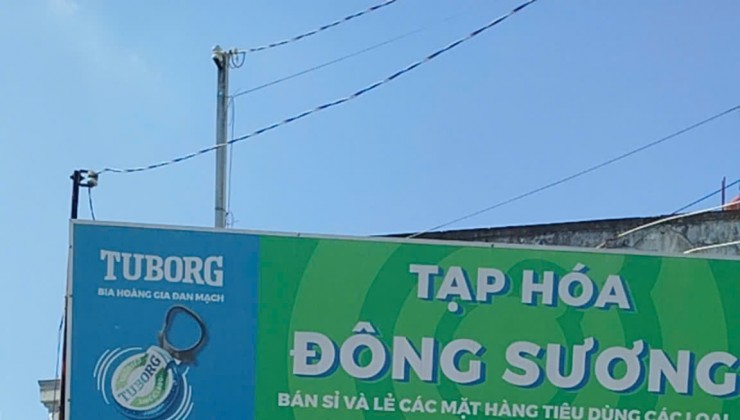 TUBORG
BIA HOÀNG GIA ĐAN MẠCH
TUBORG
TẠP HÓA
ĐÔNG SƯƠNG
BÁN SỈ VÀ LẺ CÁC MẶT HÀNG TIÊU DÙNG CÁC LOẠI